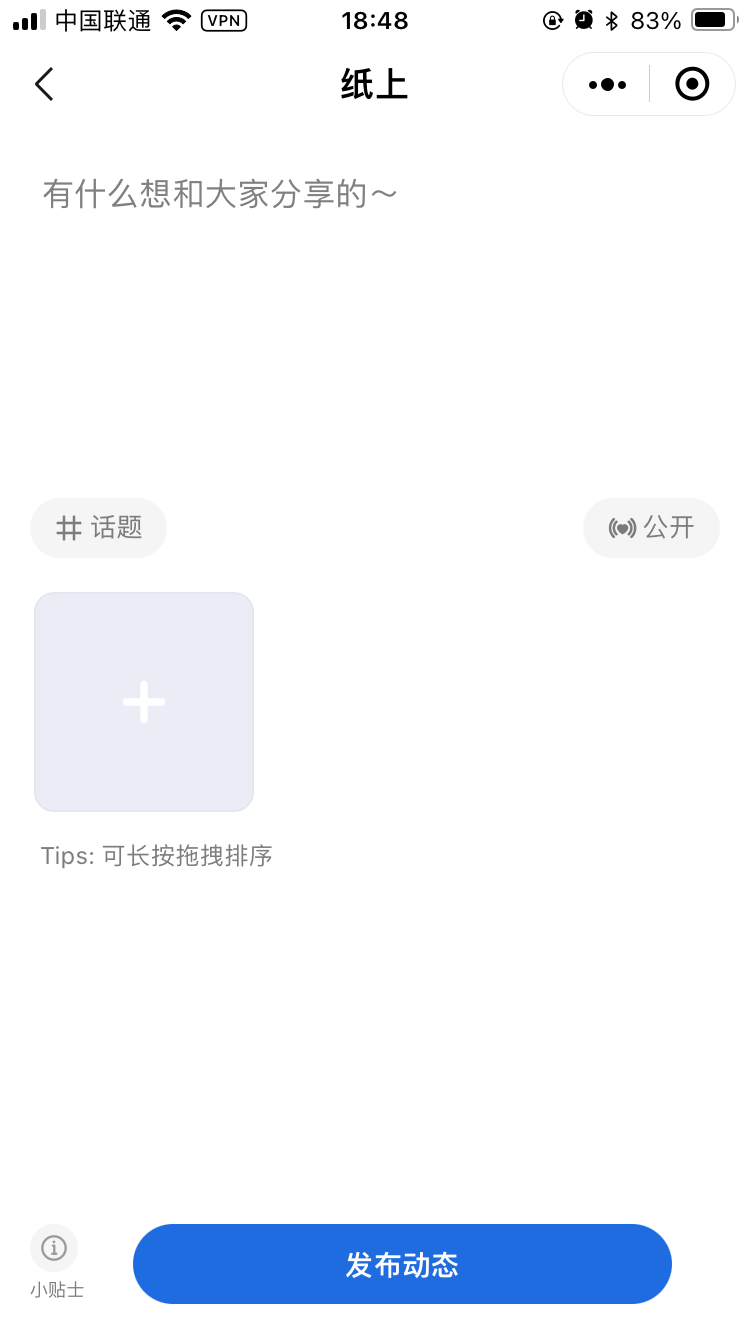 中国联通 VPN 18:48 83%
纸上
有什么想和大家分享的～
话题 公开
Tips: 可长按拖拽排序
小贴士 发布动态